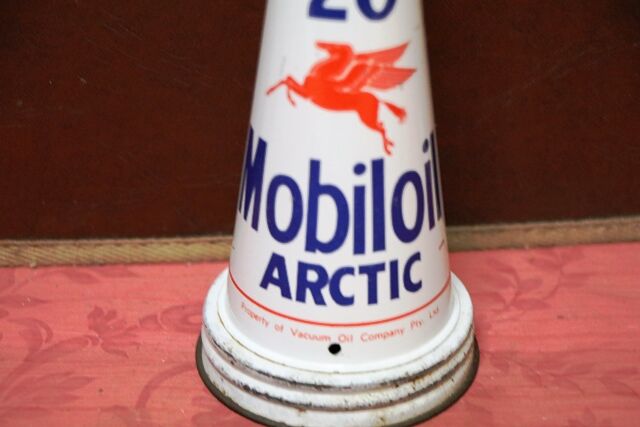 20
Mobiloil
ARCTIC
Property of Vacuum Oil Company Pty. Ltd.